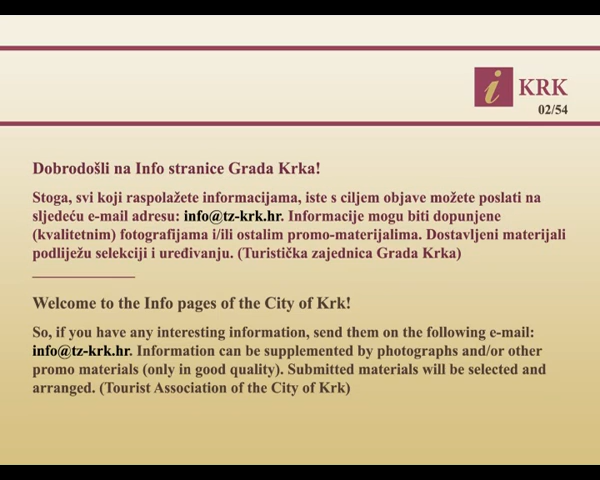 i KRK
02/54
Dobrodošli na Info stranice Grada Krka!
Stoga, svi koji raspolažete informacijama, iste s ciljem objave možete poslati na
sljedeću e-mail adresu: info@tz-krk.hr. Informacije mogu biti dopunjene
(kvalitetnim) fotografijama i/ili ostalim promo-materijalima. Dostavljeni materijali
podliježu selekciji i uređivanju. (Turistička zajednica Grada Krka)
Welcome to the Info pages of the City of Krk!
So, if you have any interesting information, send them on the following e-mail:
info@tz-krk.hr. Information can be supplemented by photographs and/or other
promo materials (only in good quality). Submitted materials will be selected and
arranged. (Tourist Association of the City of Krk)